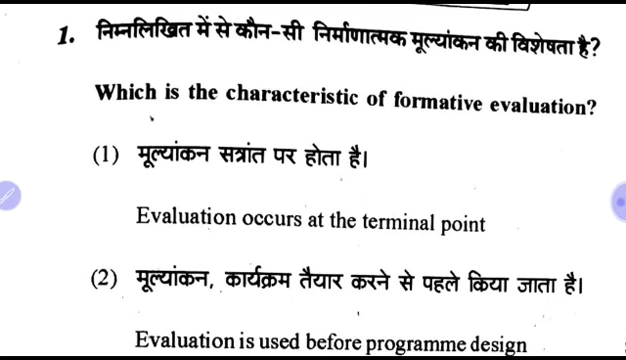 1. निम्नलिखित में से कौन-सी निर्माणात्मक मूल्यांकन की विशेषता है?
Which is the characteristic of formative evaluation?
(1) मूल्यांकन सत्रांत पर होता है।
Evaluation occurs at the terminal point
(2) मूल्यांकन, कार्यक्रम तैयार करने से पहले किया जाता है।
Evaluation is used before programme design